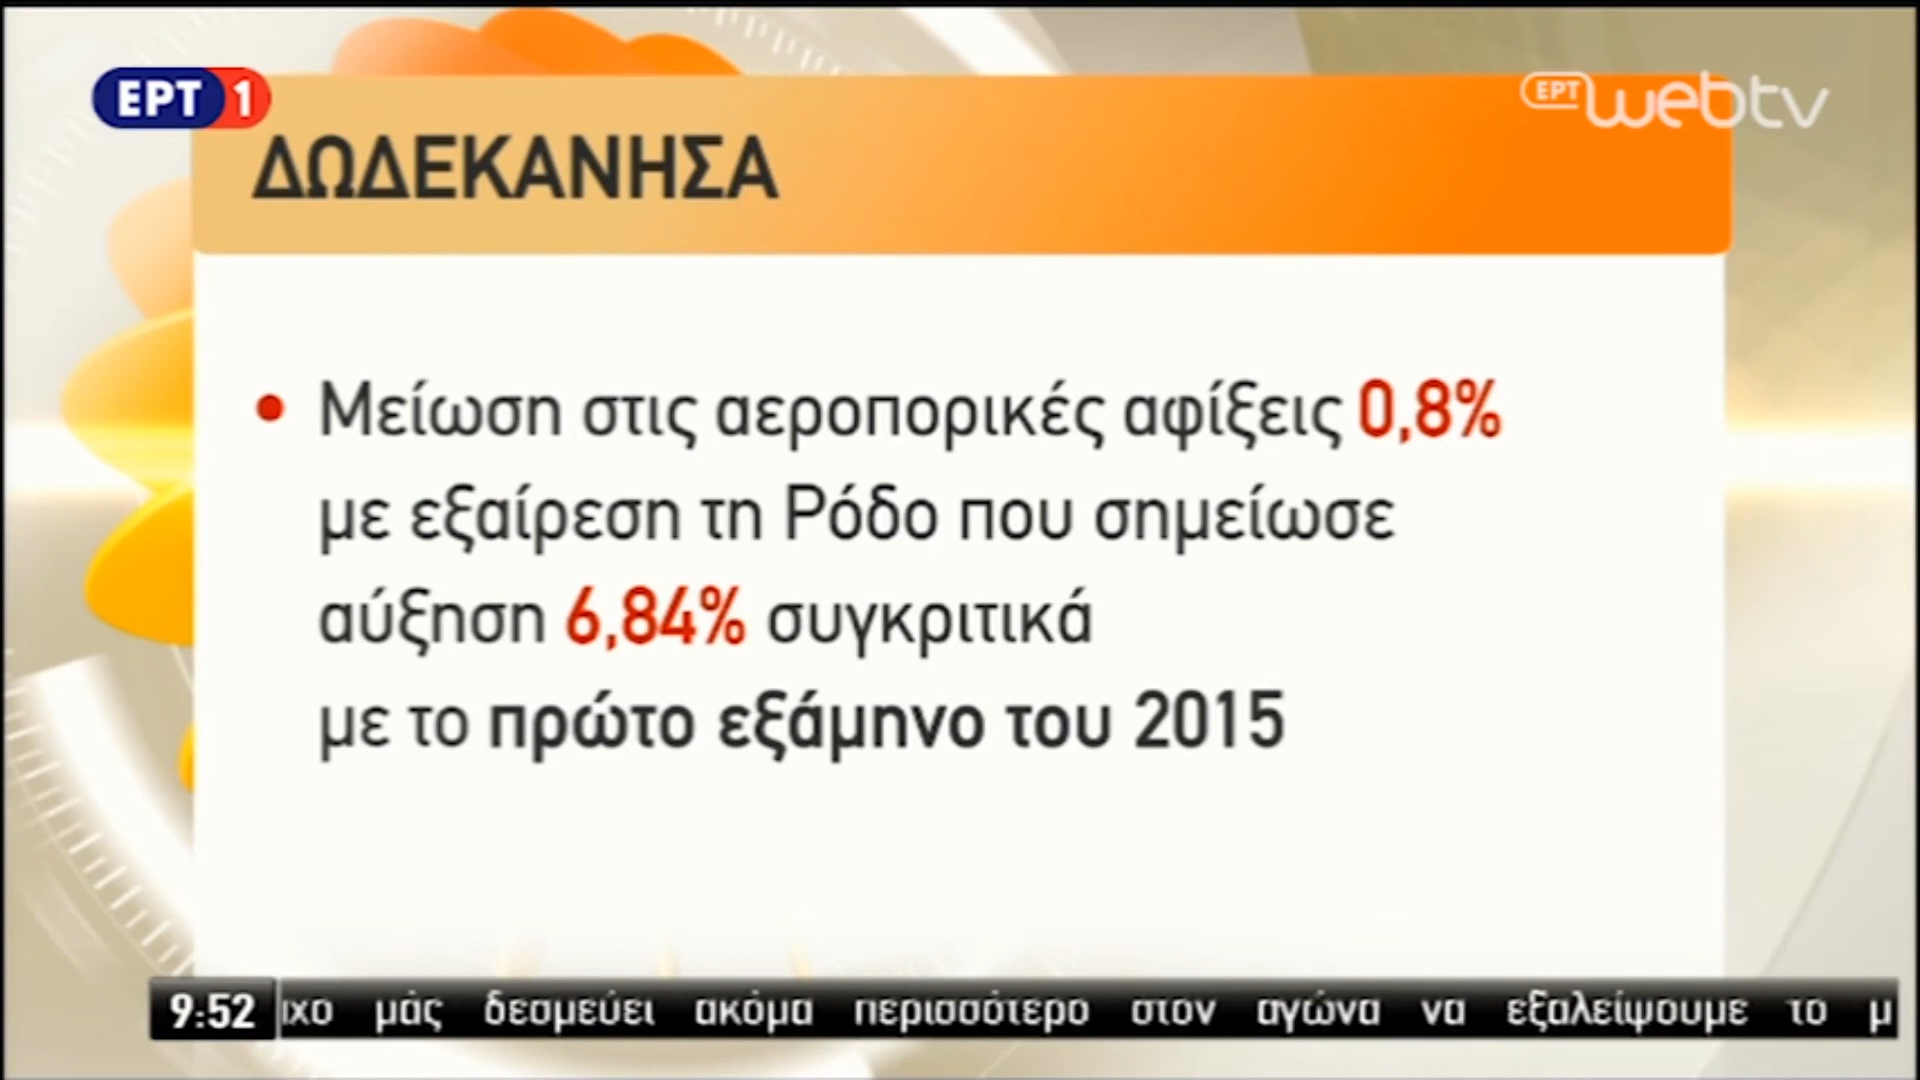 ΕΡΤ 1
ΕΡΤ webtv
ΔΩΔΕΚΑΝΗΣΑ
• Μείωση στις αεροπορικές αφίξεις 0,8%
με εξαίρεση τη Ρόδο που σημείωσε
αύξηση 6,84% συγκριτικά
με το πρώτο εξάμηνο του 2015
9:52 ιχο μάς δεσμεύει ακόμα περισσότερο στον αγώνα να εξαλείψουμε το μ